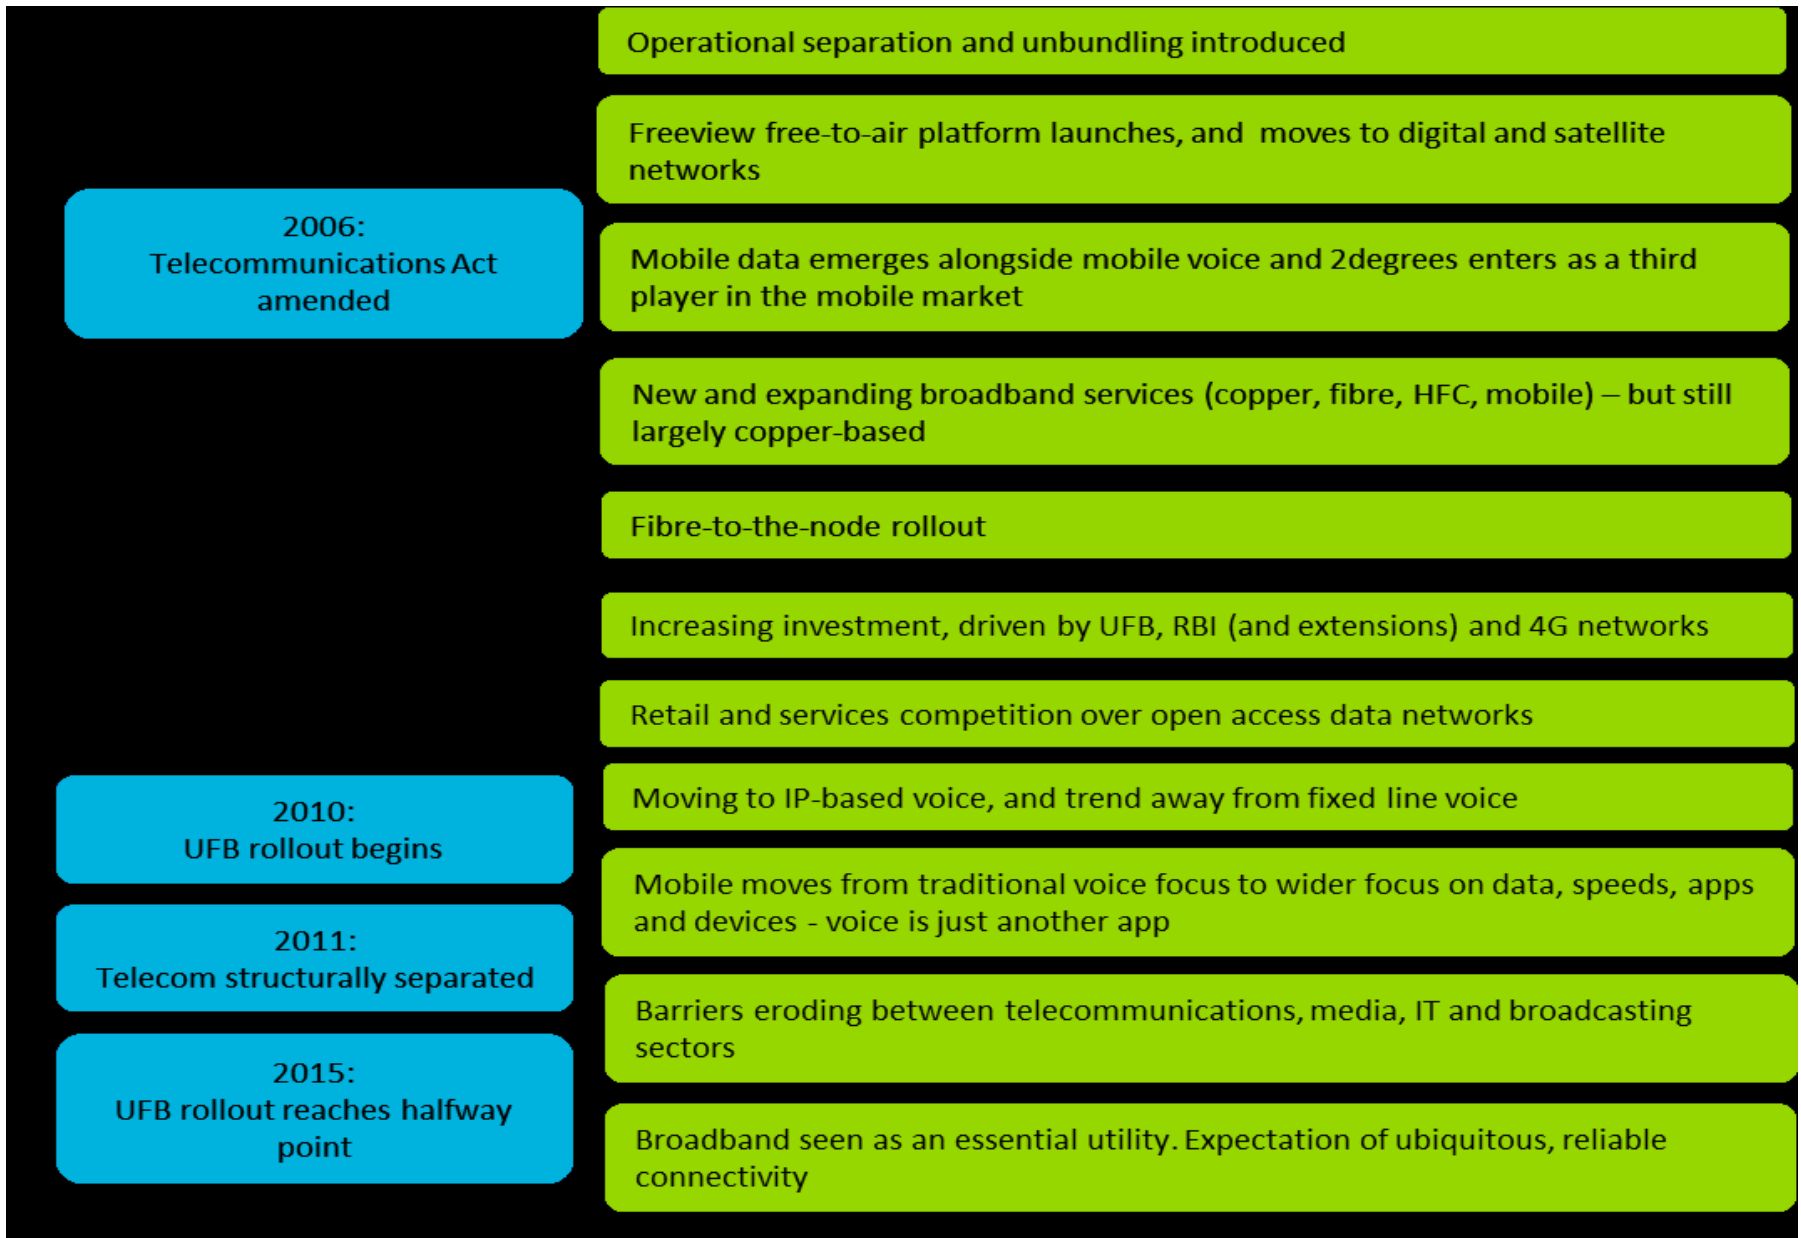 Operational separation and unbundling introduced
Freeview free-to-air platform launches, and moves to digital and satellite
networks
2006:
Telecommunications Act
amended
Mobile data emerges alongside mobile voice and 2degrees enters as a third
player in the mobile market
New and expanding broadband services (copper, fibre, HFC, mobile) – but still
largely copper-based
Fibre-to-the-node rollout
Increasing investment, driven by UFB, RBI (and extensions) and 4G networks
Retail and services competition over open access data networks
2010:
UFB rollout begins
Moving to IP-based voice, and trend away from fixed line voice
Mobile moves from traditional voice focus to wider focus on data, speeds, apps
and devices - voice is just another app
2011:
Telecom structurally separated
Barriers eroding between telecommunications, media, IT and broadcasting
sectors
2015:
UFB rollout reaches halfway
point
Broadband seen as an essential utility. Expectation of ubiquitous, reliable
connectivity